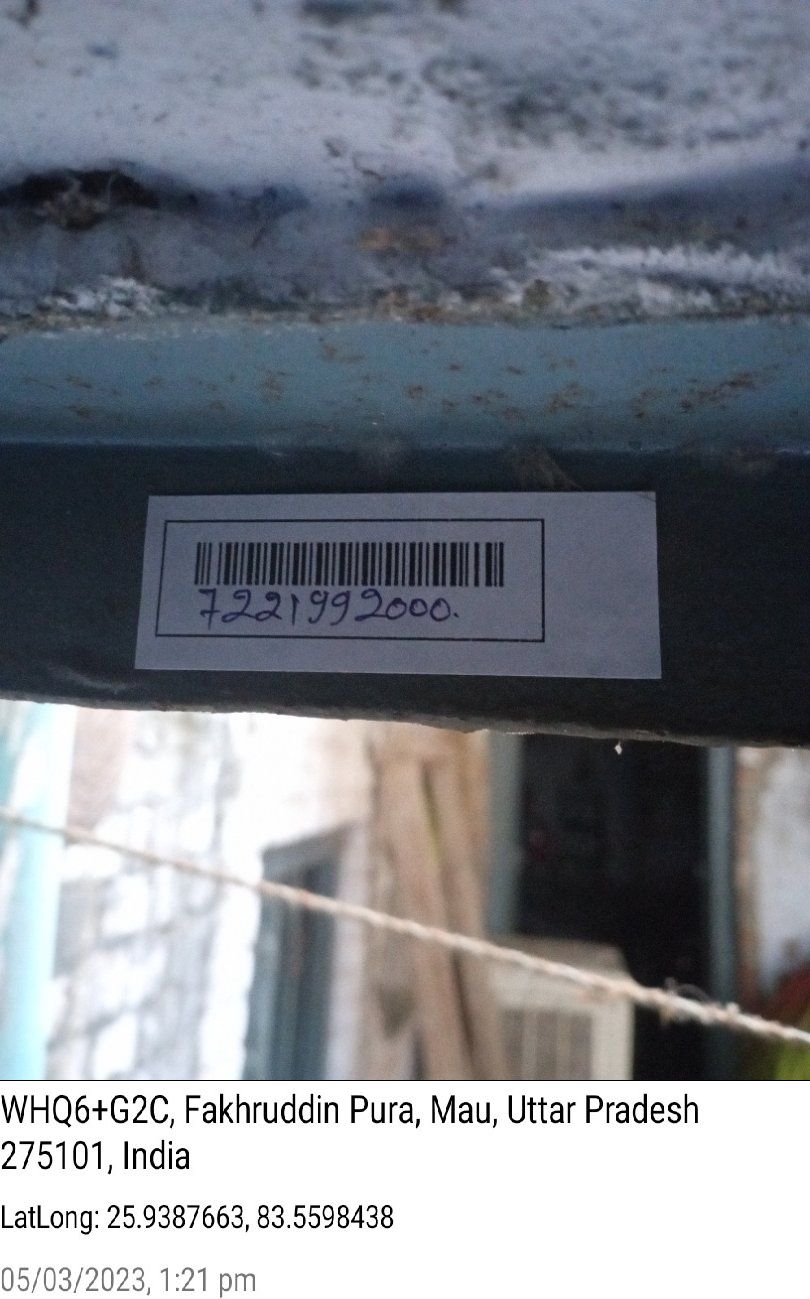 7221992000.
WHQ6+G2C, Fakhruddin Pura, Mau, Uttar Pradesh
275101, India
LatLong: 25.9387663, 83.5598438
05/03/2023, 1:21 pm